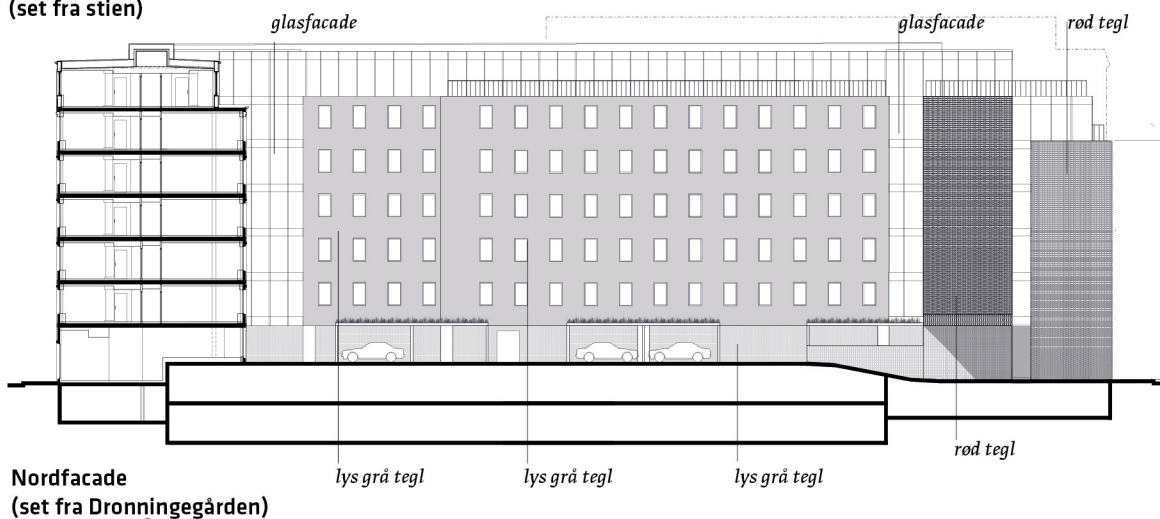 (set fra stien)
glasfacade
glasfacade
rød tegl
rød tegl
lys grå tegl
lys grå tegl
lys grå tegl
Nordfacade
(set fra Dronningegården)